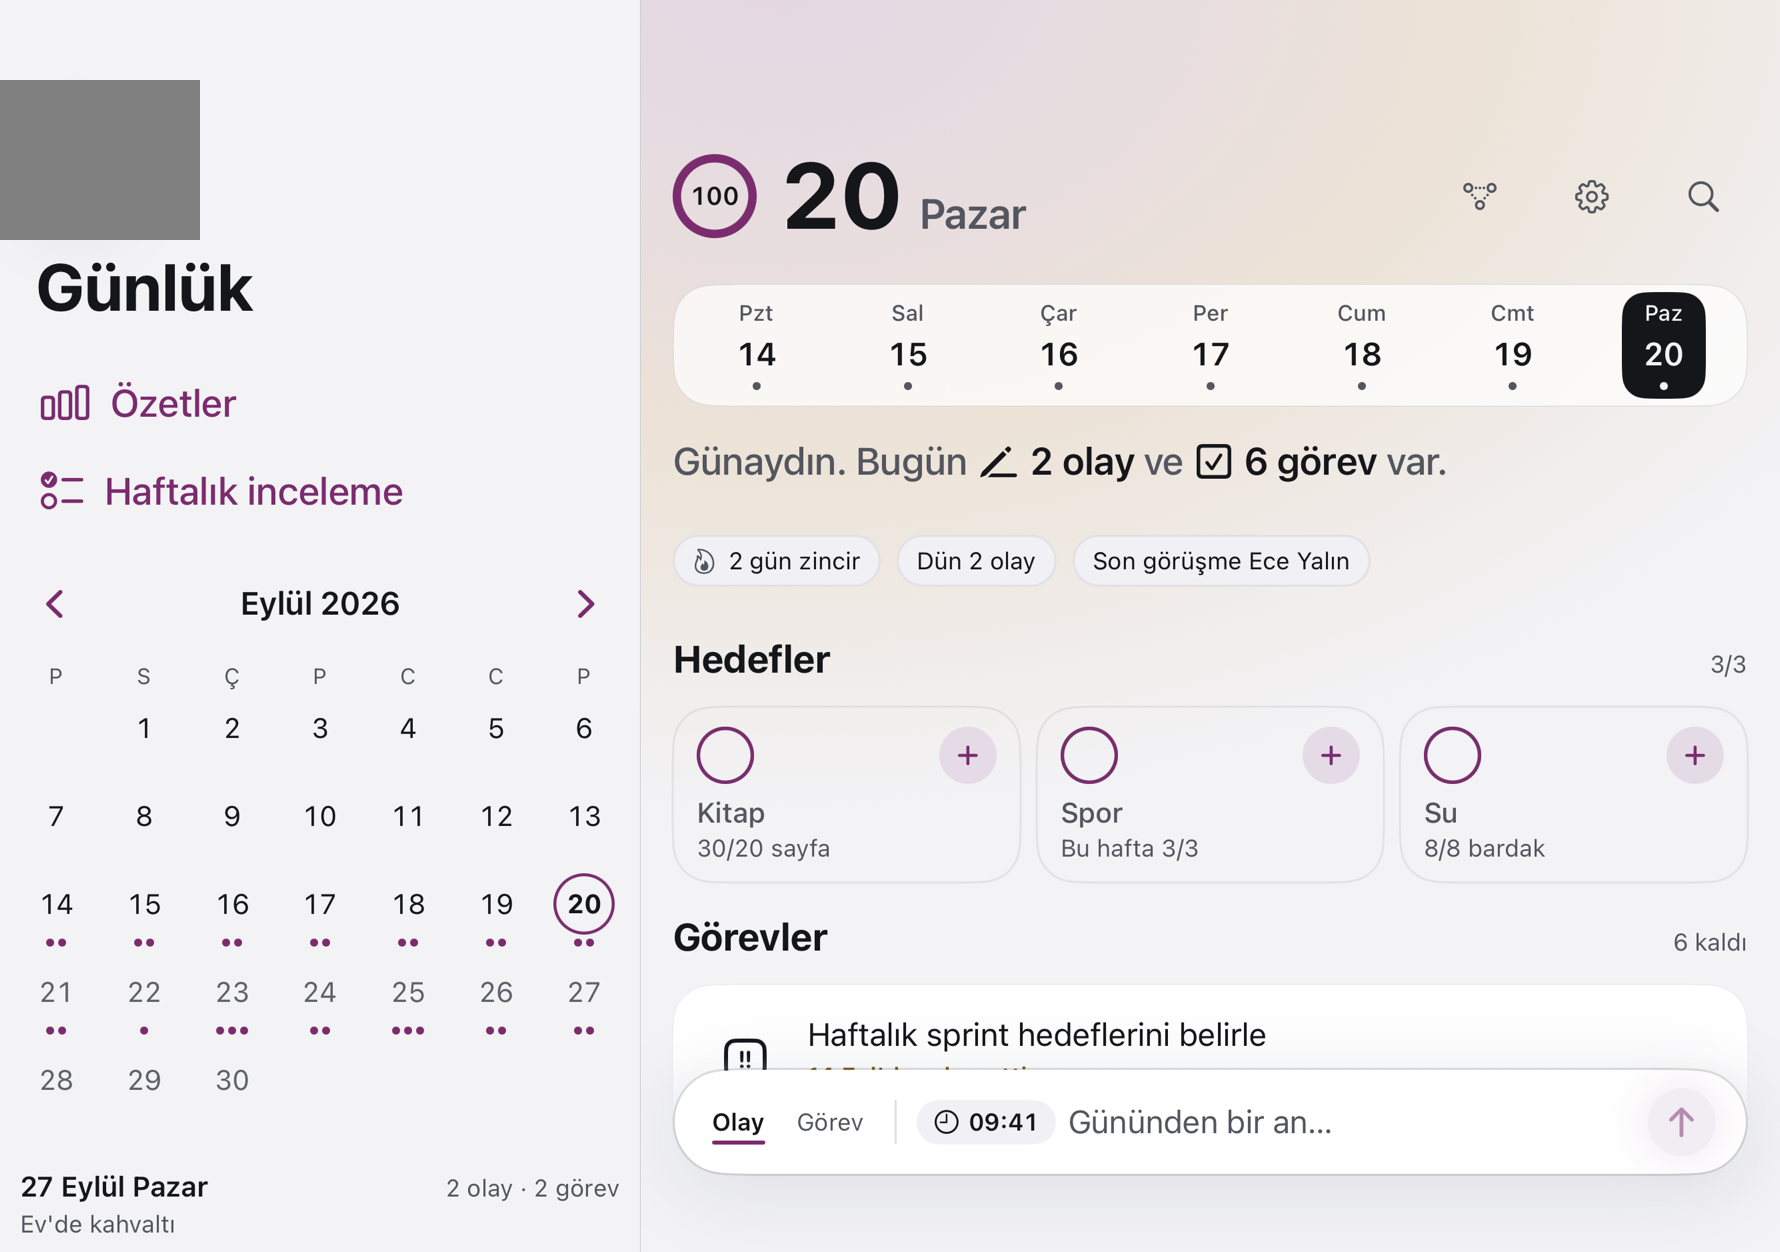 Günlük
Özetler
Haftalık inceleme
Eylül 2026
P S Ç P C C P
1 2 3 4 5 6
7 8 9 10 11 12 13
14 15 16 17 18 19 20
21 22 23 24 25 26 27
28 29 30
27 Eylül Pazar 2 olay · 2 görev
Ev'de kahvaltı
100 20 Pazar
Pzt Sal Çar Per Cum Cmt Paz
14 15 16 17 18 19 20
Günaydın. Bugün 2 olay ve 6 görev var.
2 gün zincir Dün 2 olay Son görüşme Ece Yalın
Hedefler 3/3
Kitap Spor Su
30/20 sayfa Bu hafta 3/3 8/8 bardak
Görevler 6 kaldı
!! Haftalık sprint hedeflerini belirle
Olay Görev 09:41 Gününden bir an...